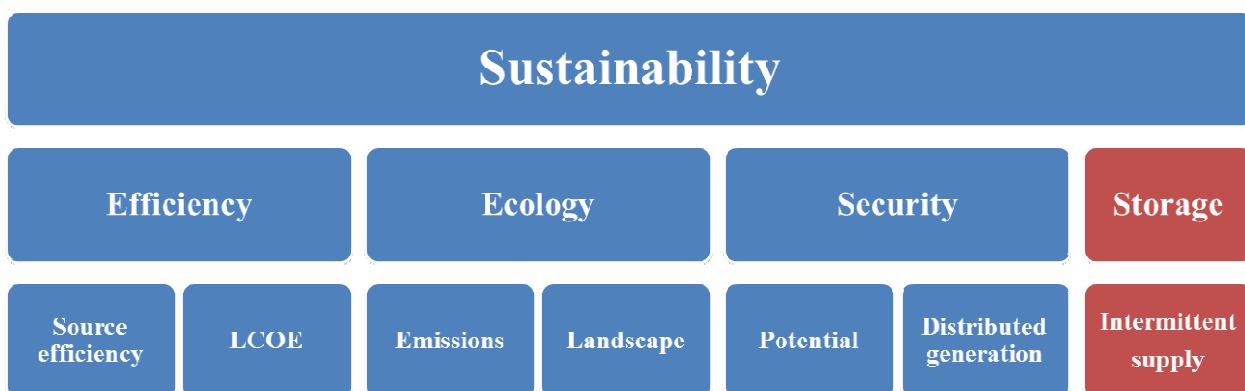 Sustainability
Efficiency
Ecology
Security
Storage
Source
efficiency
LCOE
Emissions
Landscape
Potential
Distributed
generation
Intermittent
supply